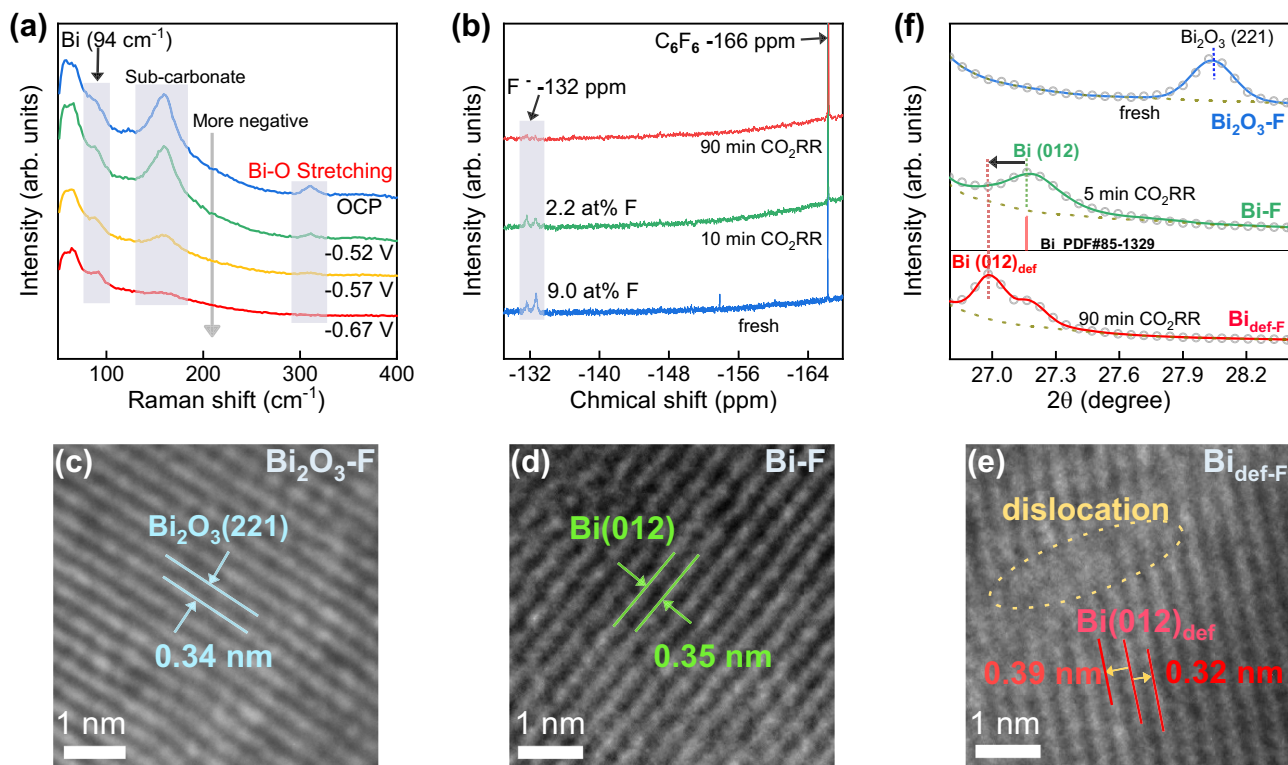 (a)
Bi (94 cm⁻¹)
Sub-carbonate
More negative
Bi-O Stretching
OCP
-0.52 V
-0.57 V
-0.67 V
Intensity (arb. units)
100 200 300 400
Raman shift (cm⁻¹)
(b)
C₆F₆ -166 ppm
F⁻ -132 ppm
90 min CO₂RR
2.2 at% F
10 min CO₂RR
9.0 at% F
fresh
Intensity (arb. units)
-132 -140 -148 -156 -164
Chmical shift (ppm)
(f)
Bi₂O₃ (221)
fresh
Bi₂O₃-F
Bi (012)
5 min CO₂RR
Bi-F
Bi PDF#85-1329
Bi (012)def
90 min CO₂RR
Bidef-F
Intensity (arb. units)
27.0 27.3 27.6 27.9 28.2
2θ (degree)
(c)
Bi₂O₃-F
Bi₂O₃(221)
0.34 nm
1 nm
(d)
Bi-F
Bi(012)
0.35 nm
1 nm
(e)
Bidef-F
dislocation
Bi(012)def
0.39 nm 0.32 nm
1 nm